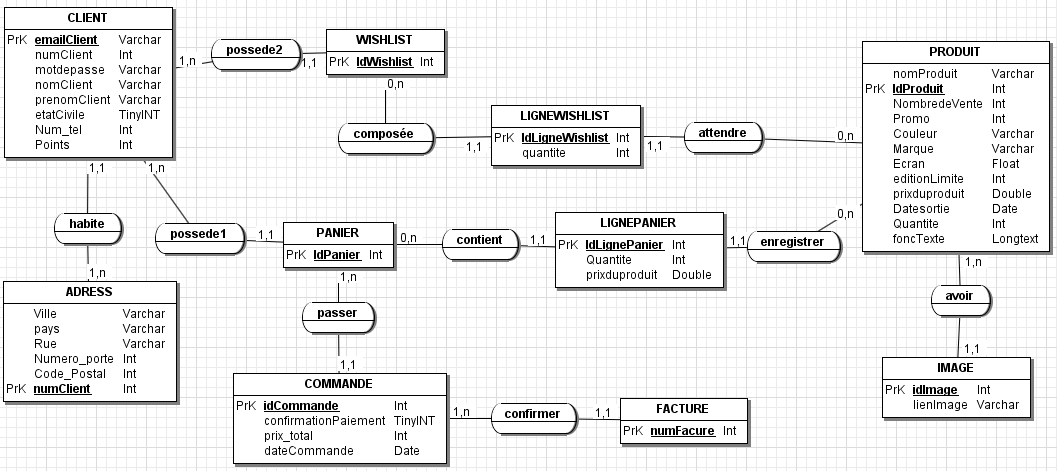 CLIENT
PrK emailClient Varchar
numClient Int
motdepasse Varchar
nomClient Varchar
prenomClient Varchar
etatCivile TinyINT
Num_tel Int
Points Int
1,n
possede2
1,1
WISHLIST
PrK IdWishlist Int
0,n
composée
1,1
LIGNEWISHLIST
PrK IdLigneWishlist Int
quantite Int
1,1
attendre
0,n
PRODUIT
nomProduit Varchar
PrK IdProduit Int
NombredeVente Int
Promo Int
Couleur Varchar
Marque Varchar
Ecran Float
editionLimite Int
prixduproduit Double
Datesortie Date
Quantite Int
foncTexte Longtext
1,1
habite
1,n
1,n
possede1
1,1
PANIER
PrK IdPanier Int
0,n
contient
1,1
LIGNEPANIER
PrK IdLignePanier Int
Quantite Int
prixduproduit Double
1,1
enregistrer
0,n
ADRESS
Ville Varchar
pays Varchar
Rue Varchar
Numero_porte Int
Code_Postal Int
PrK numClient Int
1,n
passer
1,1
1,n
avoir
1,1
COMMANDE
PrK idCommande Int
confirmationPaiement TinyINT
prix_total Int
dateCommande Date
1,n
confirmer
1,1
FACTURE
PrK numFacure Int
IMAGE
PrK idImage Int
lienImage Varchar